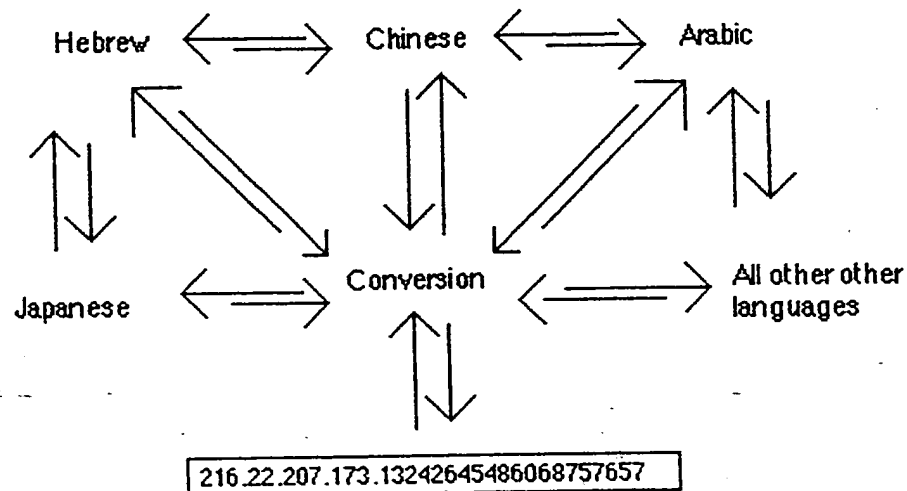 Hebrew
Chinese
Arabic
Japanese
Conversion
All other other
languages
216.22.207.173.13242645486068757657